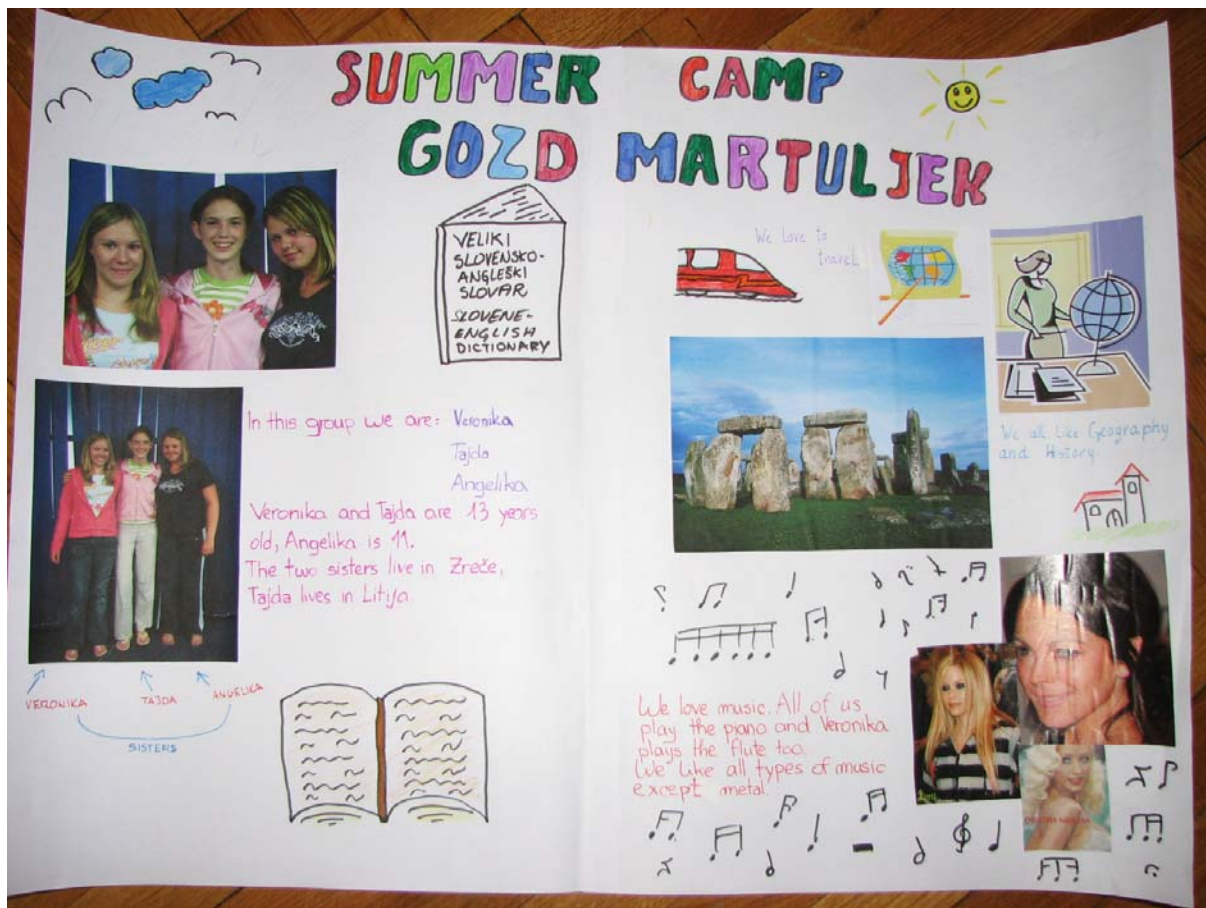 SUMMER CAMP
GOZD MARTULJEK
VELIKI
SLOVENSKO-
ANGLEŠKI
SLOVAR
SLOVENE-
ENGLISH
DICTIONARY
We love to
travel
In this group we are: Veronika
Tajda
Angelika
Veronika and Tajda are 13 years
old, Angelika is 11.
The two sisters live in Zreče,
Tajda lives in Litija.
VERONIKA TAJDA ANGELIKA
SISTERS
We all like Geography
and History.
We love music. All of us
play the piano and Veronika
plays the flute too.
We like all types of music
except metal.